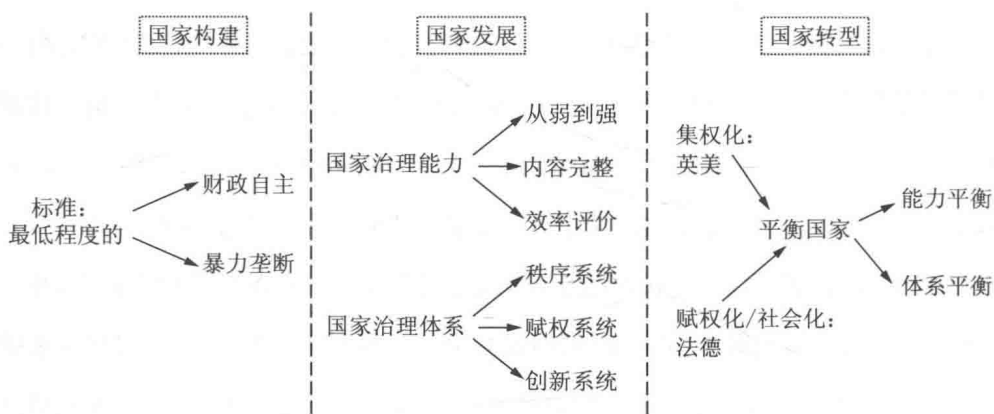 国家构建
国家发展
国家转型
标准：
最低程度的
财政自主
暴力垄断
国家治理能力
从弱到强
内容完整
效率评价
国家治理体系
秩序系统
赋权系统
创新系统
集权化：
英美
平衡国家
赋权化/社会化：
法德
能力平衡
体系平衡